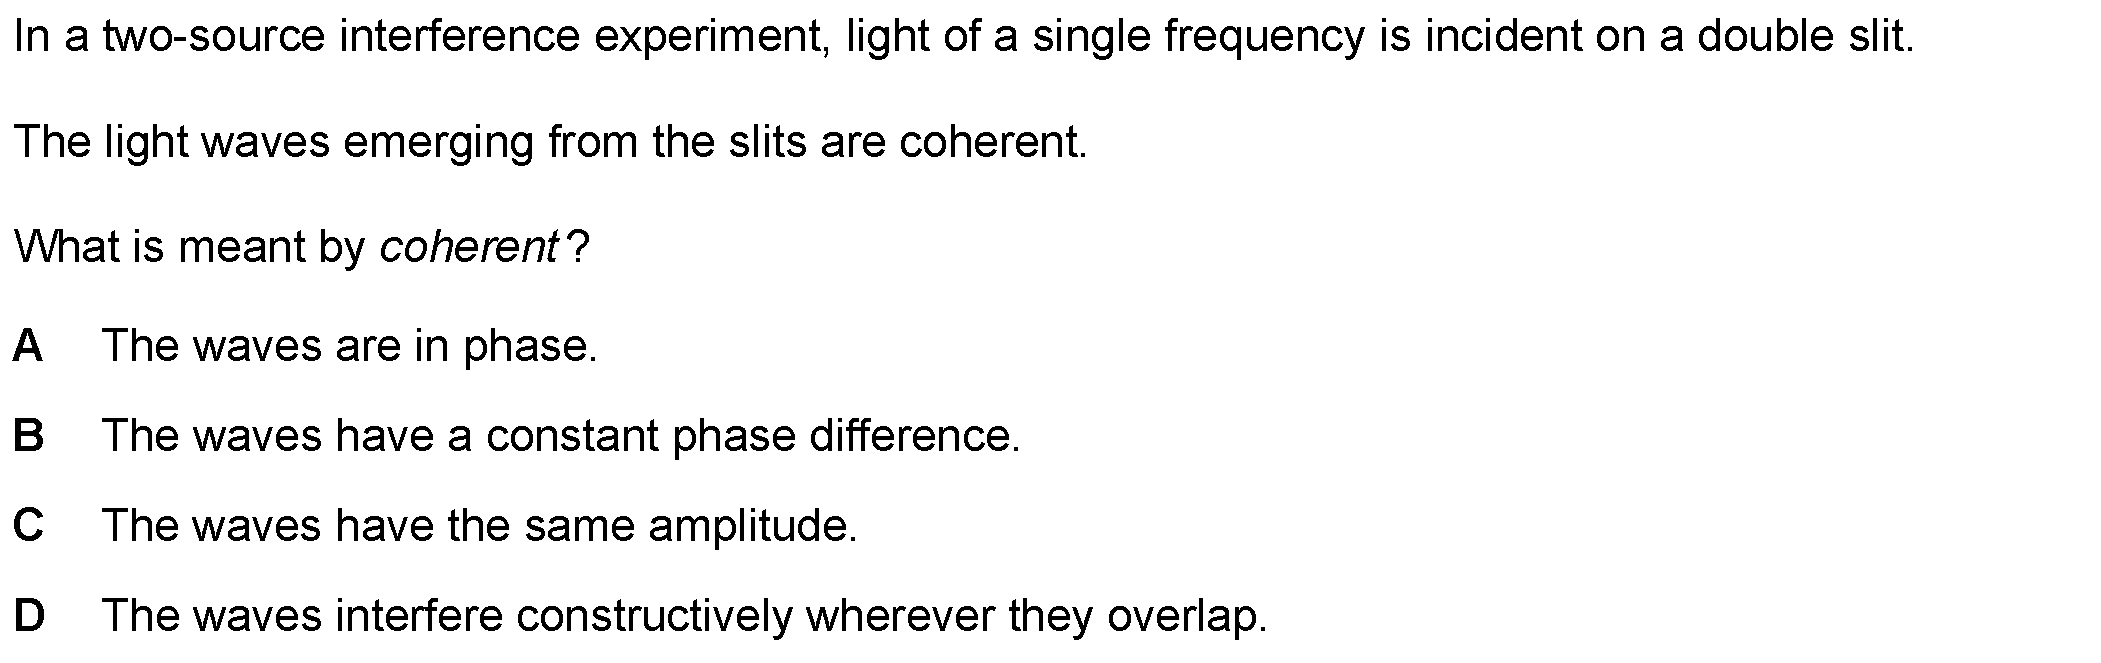 In a two-source interference experiment, light of a single frequency is incident on a double slit.
The light waves emerging from the slits are coherent.
What is meant by coherent?
A The waves are in phase.
B The waves have a constant phase difference.
C The waves have the same amplitude.
D The waves interfere constructively wherever they overlap.